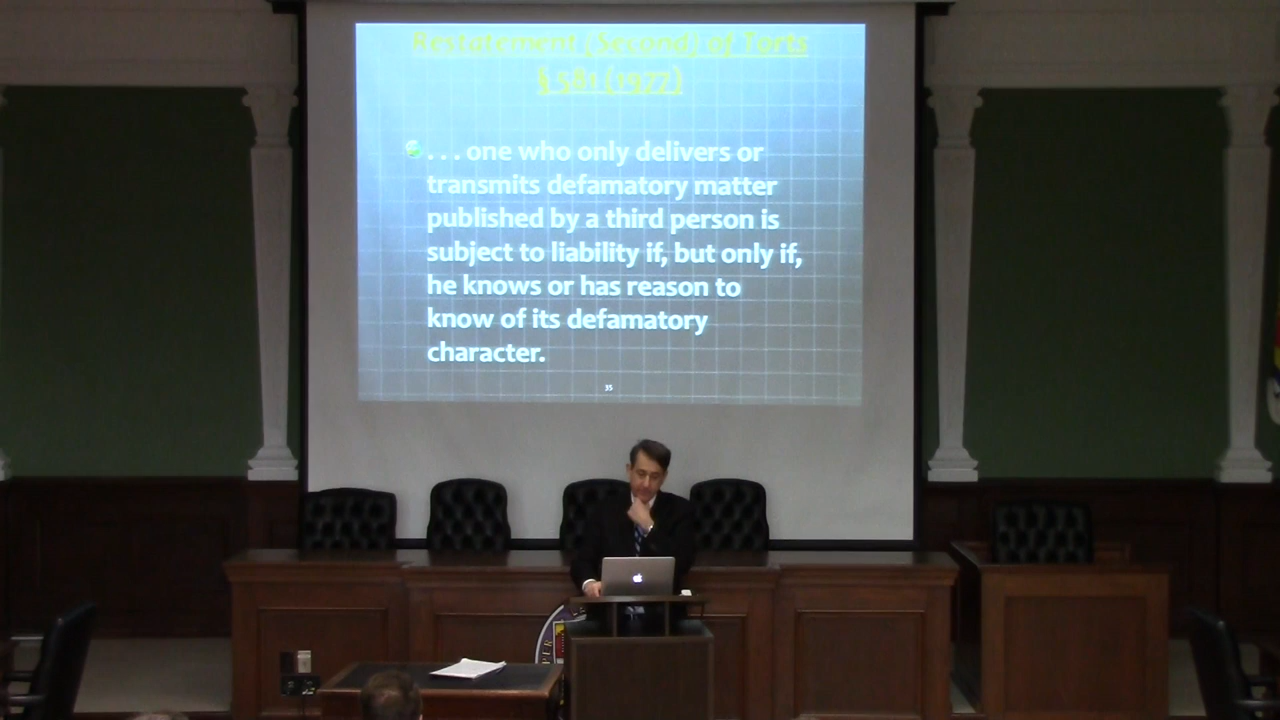 Restatement (Second) of Torts
§ 581 (1977)
. . . one who only delivers or
transmits defamatory matter
published by a third person is
subject to liability if, but only if,
he knows or has reason to
know of its defamatory
character.
35